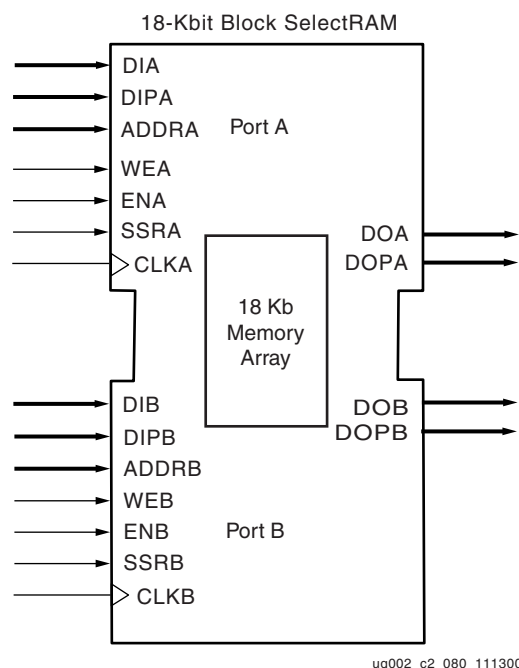 18-Kbit Block SelectRAM
DIA
DIPA
ADDRA
Port A
WEA
ENA
SSRA
CLKA
DOA
DOPA
18 Kb
Memory
Array
DIB
DIPB
ADDRB
WEB
ENB
Port B
SSRB
CLKB
DOB
DOPB
ug002_c2_080_111300